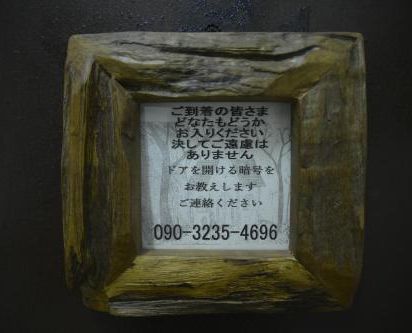 ご到着の皆さま
どなたもどうか
お入りください
決してご遠慮は
ありません
ドアを開ける暗号を
お教えします
ご連絡ください
090-3235-4696